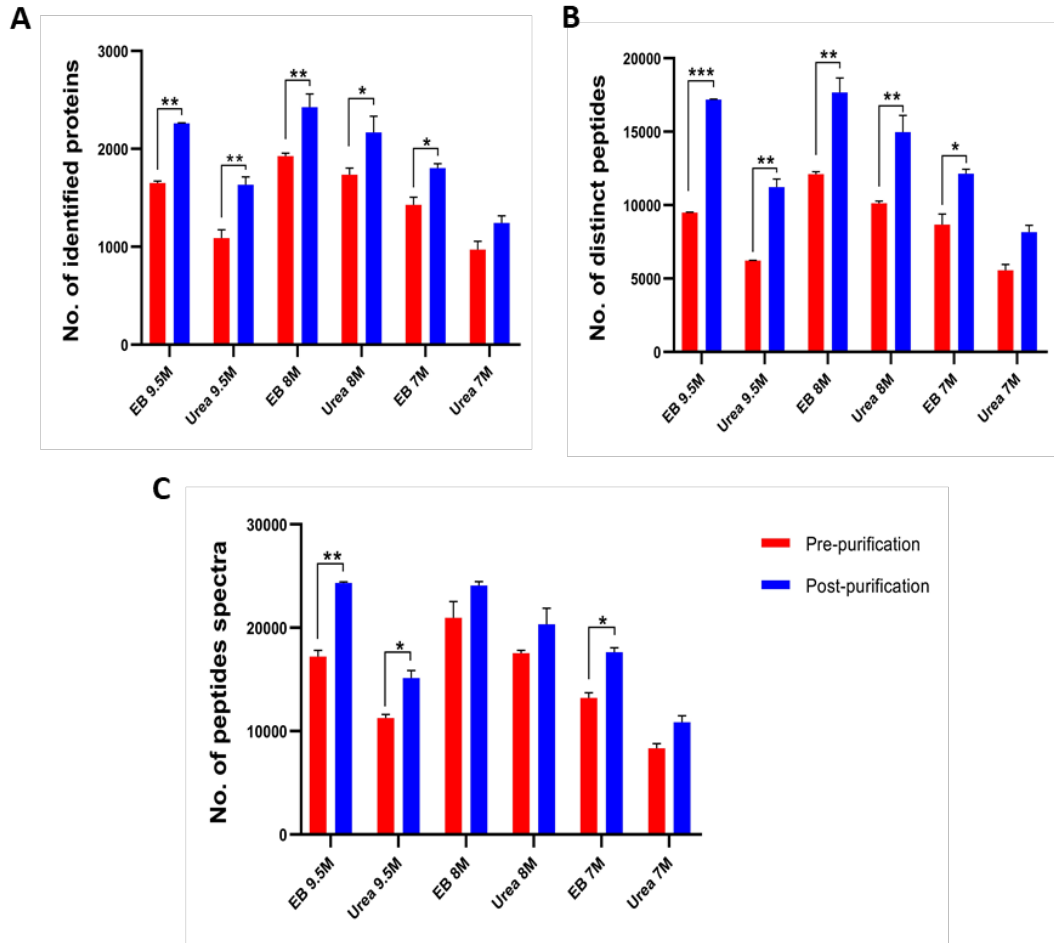 A
No. of identified proteins
3000
2000
1000
0
**
**
**
*
*
EB 9.5M
Urea 9.5M
EB 8M
Urea 8M
EB 7M
Urea 7M
B
No. of distinct peptides
20000
15000
10000
5000
0
***
**
**
**
*
EB 9.5M
Urea 9.5M
EB 8M
Urea 8M
EB 7M
Urea 7M
C
No. of peptides spectra
30000
20000
10000
0
**
*
*
EB 9.5M
Urea 9.5M
EB 8M
Urea 8M
EB 7M
Urea 7M
Pre-purification
Post-purification